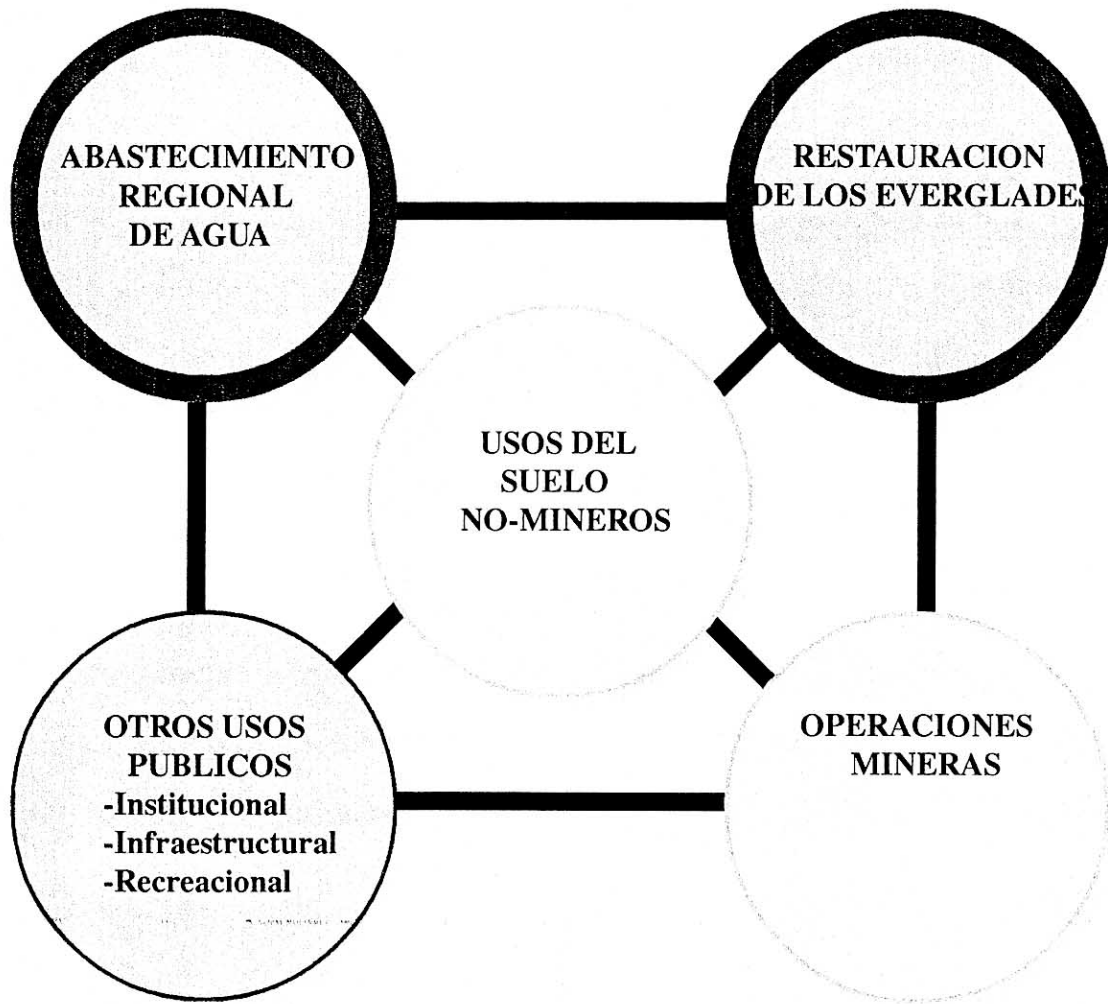 ABASTECIMIENTO
REGIONAL
DE AGUA
RESTAURACION
DE LOS EVERGLADES
USOS DEL
SUELO
NO-MINEROS
OTROS USOS
PUBLICOS
-Institucional
-Infraestructural
-Recreacional
OPERACIONES
MINERAS